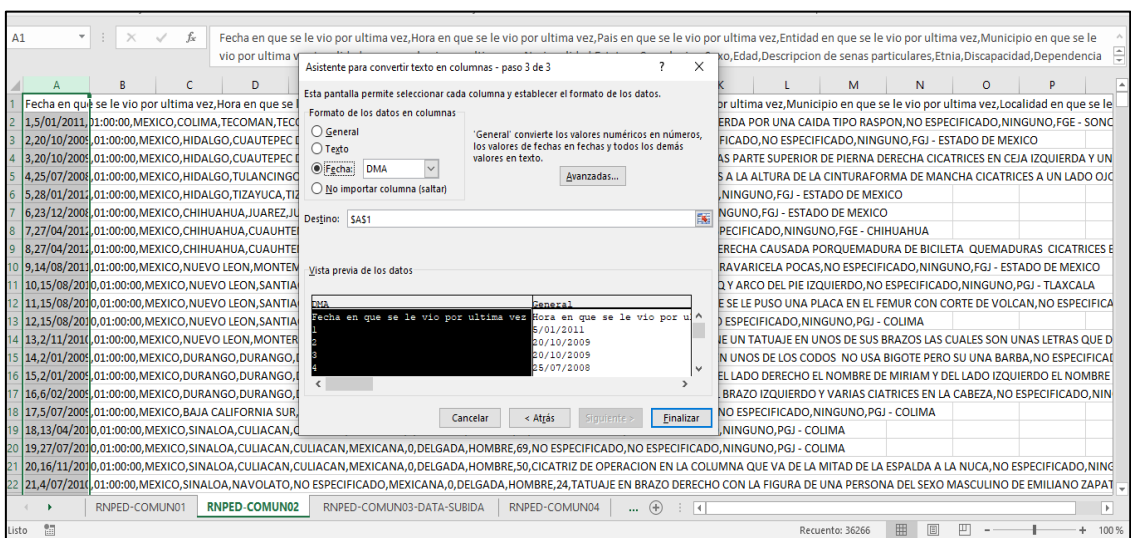 A1
fx
Fecha en que se le vio por ultima vez,Hora en que se le vio por ultima vez,Pais en que se le vio por ultima vez,Entidad en que se le vio por ultima vez,Municipio en que se le
vio por ultima
xo,Edad,Descripcion de senas particulares,Etnia,Discapacidad,Dependencia
Asistente para convertir texto en columnas - paso 3 de 3
?
Esta pantalla permite seleccionar cada columna y establecer el formato de los datos.
Formato de los datos en columnas
General
Texto
Fecha: DMA
No importar columna (saltar)
'General' convierte los valores numéricos en números,
los valores de fechas en fechas y todos los demás
valores en texto.
Avanzadas...
Destino: $A$1
Vista previa de los datos
DMA General
Fecha en que se le vio por ultima vez Hora en que se le vio por u
1 5/01/2011
2 20/10/2009
3 20/10/2009
4 25/07/2008
Cancelar < Atrás Siguiente > Finalizar
A B C D K L M N O P
1 Fecha en que se le vio por ultima vez,Hora en que se l or ultima vez,Municipio en que se le vio por ultima vez,Localidad en que se le
2 1,5/01/2011,01:00:00,MEXICO,COLIMA,TECOMAN,TEC ERDA POR UNA CAIDA TIPO RASPON,NO ESPECIFICADO,NINGUNO,FGE - SONO
3 2,20/10/2009,01:00:00,MEXICO,HIDALGO,CUAUTEPEC FICADO,NO ESPECIFICADO,NINGUNO,FGJ - ESTADO DE MEXICO
4 3,20/10/2009,01:00:00,MEXICO,HIDALGO,CUAUTEPEC AS PARTE SUPERIOR DE PIERNA DERECHA CICATRICES EN CEJA IZQUIERDA Y UN
5 4,25/07/2008,01:00:00,MEXICO,HIDALGO,TULANCINGO S A LA ALTURA DE LA CINTURAFORMA DE MANCHA CICATRICES A UN LADO OJO
6 5,28/01/2012,01:00:00,MEXICO,HIDALGO,TIZAYUCA,TIZ ,NINGUNO,FGJ - ESTADO DE MEXICO
7 6,23/12/2008,01:00:00,MEXICO,CHIHUAHUA,JUAREZ,JU NGUNO,FGJ - ESTADO DE MEXICO
8 7,27/04/2012,01:00:00,MEXICO,CHIHUAHUA,CUAUHTE PECIFICADO,NINGUNO,FGE - CHIHUAHUA
9 8,27/04/2012,01:00:00,MEXICO,CHIHUAHUA,CUAUHTE ERECHA CAUSADA PORQUEMADURA DE BICILETA QUEMADURAS CICATRICES E
10 9,14/08/2011,01:00:00,MEXICO,NUEVO LEON,MONTEM RAVARICELA POCAS,NO ESPECIFICADO,NINGUNO,FGJ - ESTADO DE MEXICO
11 10,15/08/2010,01:00:00,MEXICO,NUEVO LEON,SANTIA Q Y ARCO DEL PIE IZQUIERDO,NO ESPECIFICADO,NINGUNO,PGJ - TLAXCALA
12 11,15/08/2010,01:00:00,MEXICO,NUEVO LEON,SANTIA E SE LE PUSO UNA PLACA EN EL FEMUR CON CORTE DE VOLCAN,NO ESPECIFICA
13 12,15/08/2010,01:00:00,MEXICO,NUEVO LEON,SANTIA O ESPECIFICADO,NINGUNO,PGJ - COLIMA
14 13,2/11/2010,01:00:00,MEXICO,NUEVO LEON,MONTER NE UN TATUAJE EN UNOS DE SUS BRAZOS LAS CUALES SON UNAS LETRAS QUE D
15 14,2/01/2009,01:00:00,MEXICO,DURANGO,DURANGO, N UNOS DE LOS CODOS NO USA BIGOTE PERO SU UNA BARBA,NO ESPECIFICA
16 15,2/01/2009,01:00:00,MEXICO,DURANGO,DURANGO, EL LADO DERECHO EL NOMBRE DE MIRIAM Y DEL LADO IZQUIERDO EL NOMBRE
17 16,6/02/2009,01:00:00,MEXICO,DURANGO,DURANGO, BRAZO IZQUIERDO Y VARIAS CIATRICES EN LA CABEZA,NO ESPECIFICADO,NIN
18 17,5/07/2009,01:00:00,MEXICO,BAJA CALIFORNIA SUR, NO ESPECIFICADO,NINGUNO,PGJ - COLIMA
19 18,13/04/2010,01:00:00,MEXICO,SINALOA,CULIACAN,C ,NINGUNO,PGJ - COLIMA
20 19,27/07/2010,01:00:00,MEXICO,SINALOA,CULIACAN,CULIACAN,MEXICANA,0,DELGADA,HOMBRE,69,NO ESPECIFICADO,NO ESPECIFICADO,NINGUNO,PGJ - COLIMA
21 20,16/11/2010,01:00:00,MEXICO,SINALOA,CULIACAN,CULIACAN,MEXICANA,0,DELGADA,HOMBRE,50,CICATRIZ DE OPERACION EN LA COLUMNA QUE VA DE LA MITAD DE LA ESPALDA A LA NUCA,NO ESPECIFICADO,NING
22 21,4/07/2010,01:00:00,MEXICO,SINALOA,NAVOLATO,NO ESPECIFICADO,MEXICANA,0,DELGADA,HOMBRE,24,TATUAJE EN BRAZO DERECHO CON LA FIGURA DE UNA PERSONA DEL SEXO MASCULINO DE EMILIANO ZAPAT
RNPED-COMUN01 RNPED-COMUN02 RNPED-COMUN03-DATA-SUBIDA RNPED-COMUN04 ...
Listo Recuento: 36266 100 %